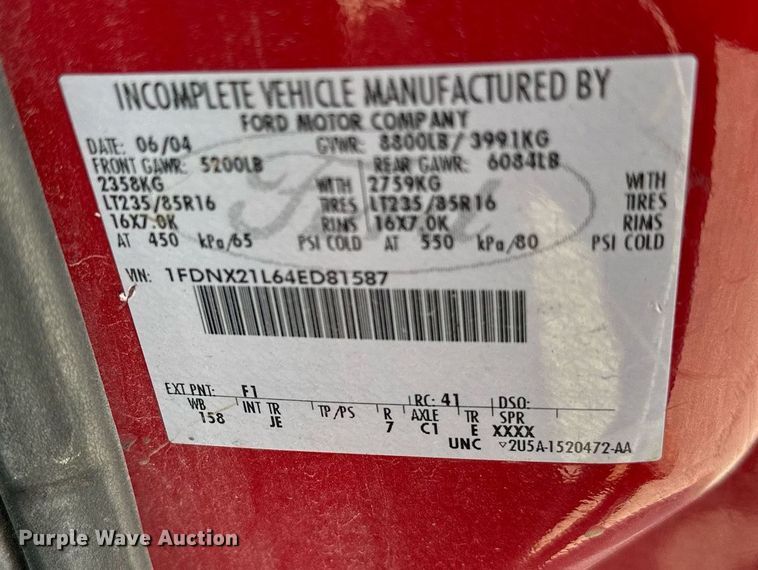 INCOMPLETE VEHICLE MANUFACTURED BY
FORD MOTOR COMPANY
DATE: 06/04 GVWR: 8800LB/ 3991KG
FRONT GAWR: 5200LB REAR GAWR: 6084LB
2358KG WITH 2759KG WITH
LT235/85R16 TIRES LT235/85R16 TIRES
16X7.0K RIMS 16X7.0K RIMS
AT 450 kPa/65 PSI COLD AT 550 kPa/80 PSI COLD
VIN: 1FDNX21L64ED81587
EXT PNT: F1 RC: 41 DSO:
WB INT TR TP/PS R AXLE TR SPR
158 JE 7 C1 E XXXX
UNC ▽2U5A-1520472-AA
Ford
Purple Wave Auction®